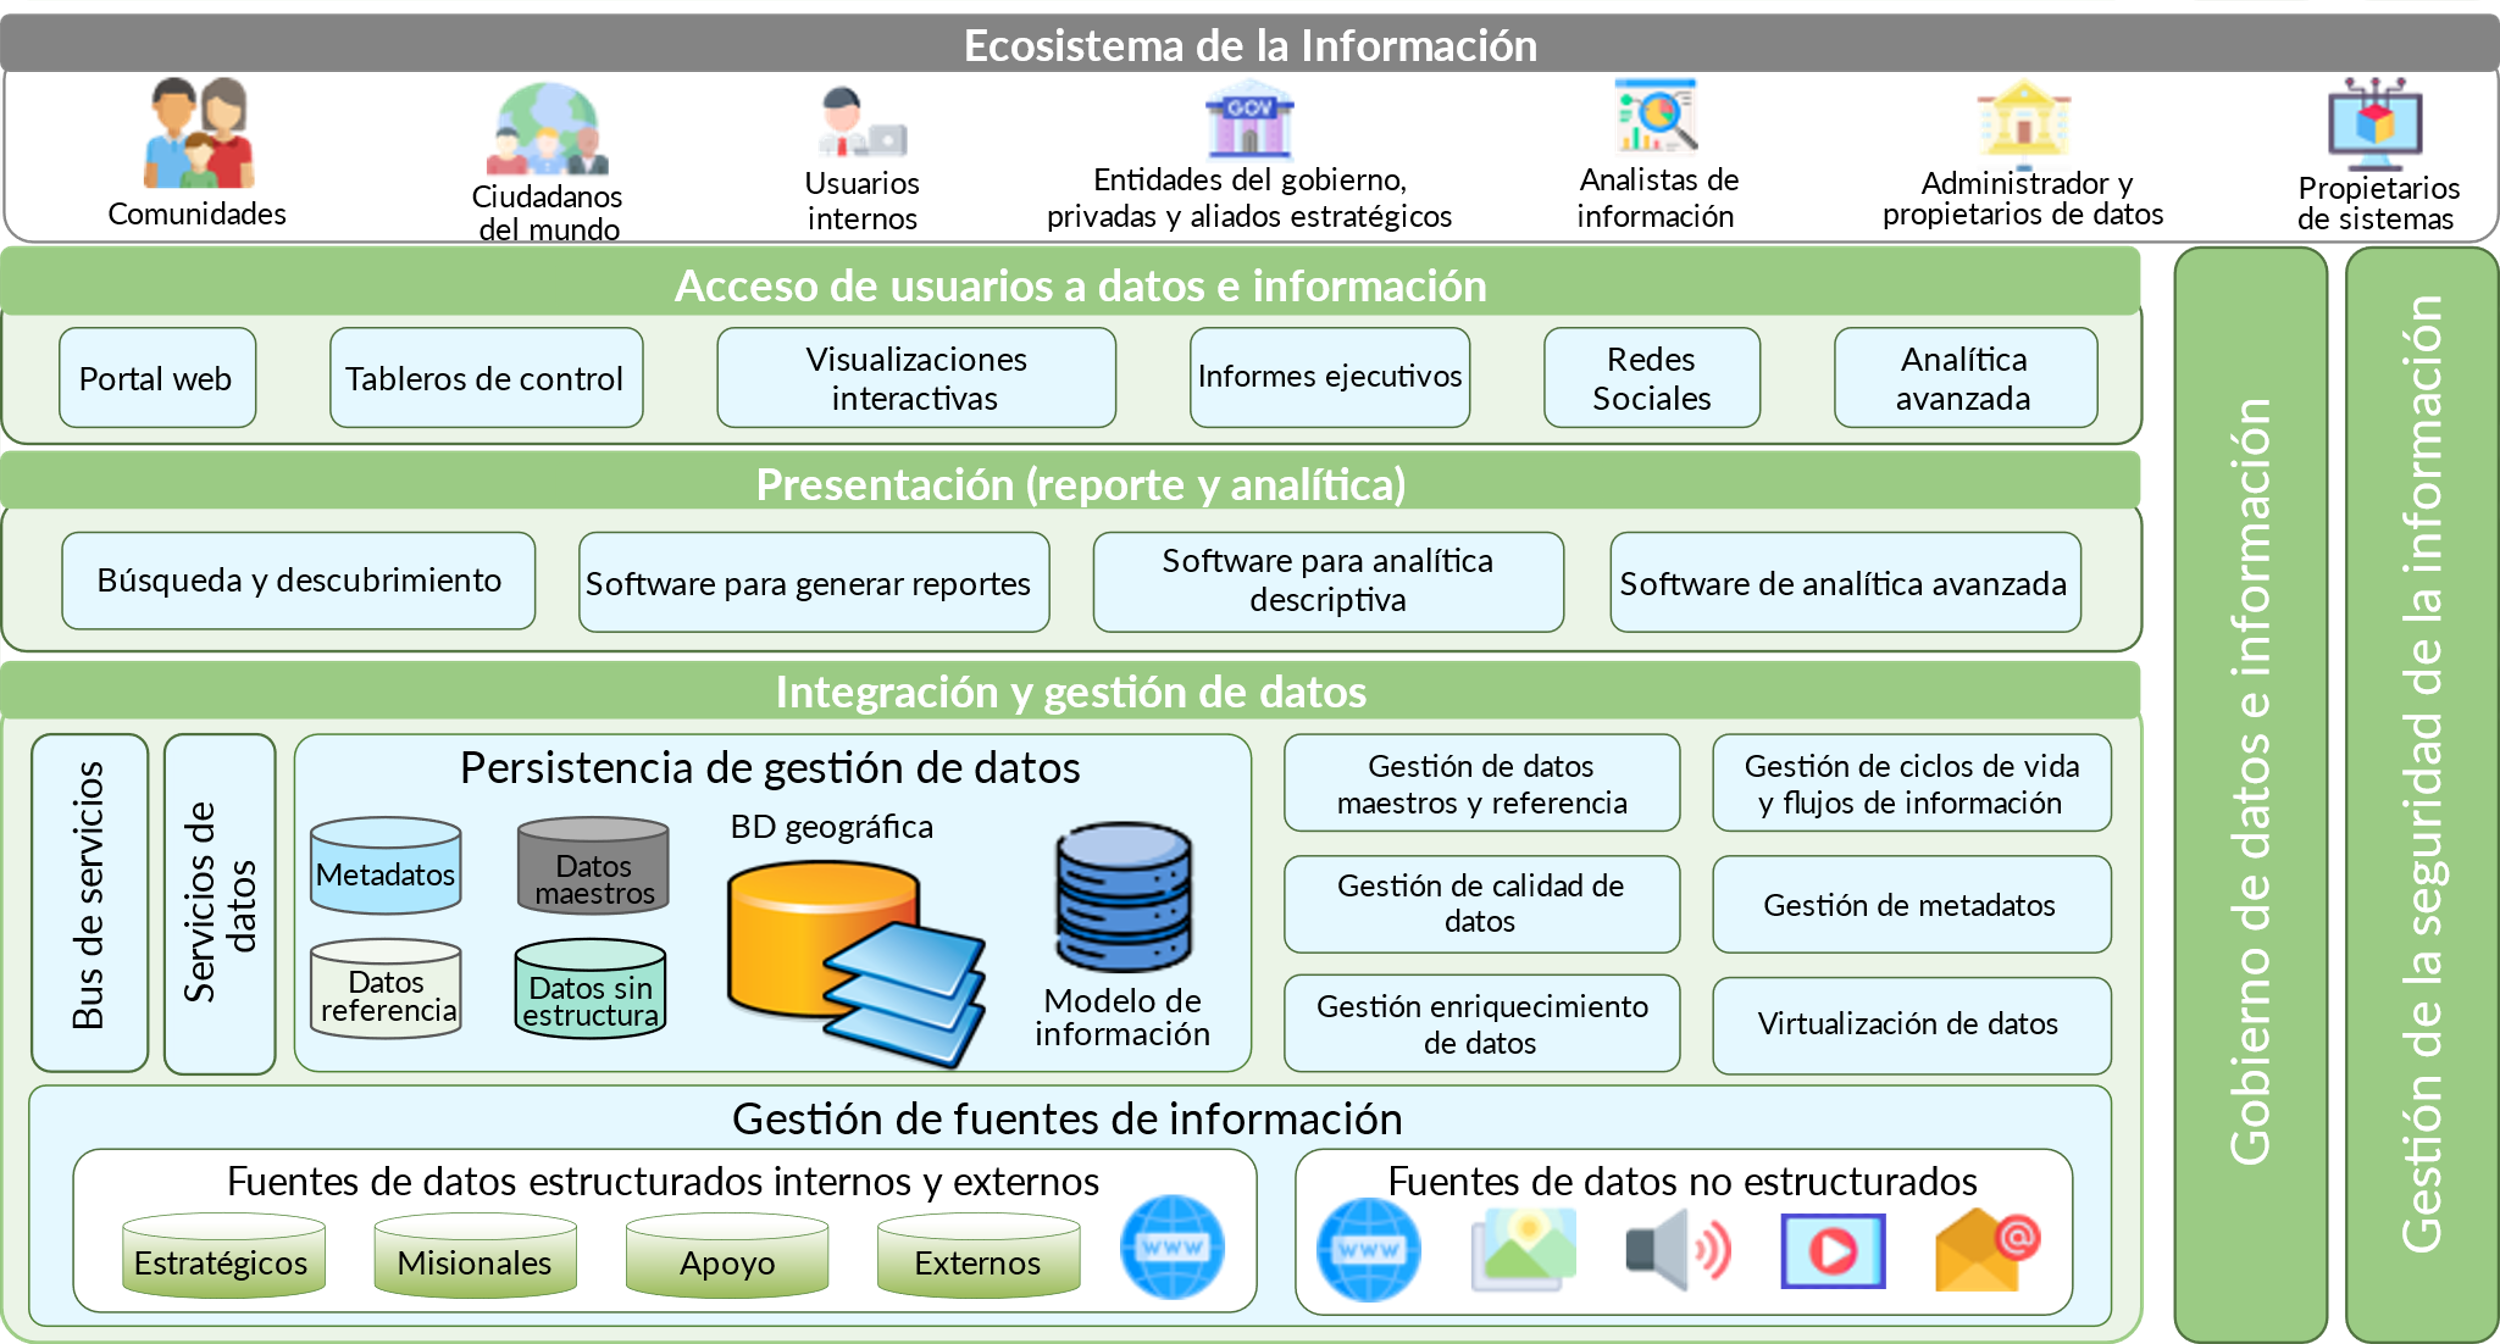 Ecosistema de la Información
GOV
Comunidades
Ciudadanos
del mundo
Usuarios
internos
Entidades del gobierno,
privadas y aliados estratégicos
Analistas de
información
Administrador y
propietarios de datos
Propietarios
de sistemas
Acceso de usuarios a datos e información
Portal web
Tableros de control
Visualizaciones
interactivas
Informes ejecutivos
Redes
Sociales
Analítica
avanzada
Presentación (reporte y analítica)
Búsqueda y descubrimiento
Software para generar reportes
Software para analítica
descriptiva
Software de analítica avanzada
Integración y gestión de datos
Bus de servicios
Servicios de
datos
Persistencia de gestión de datos
Metadatos
Datos
maestros
Datos
referencia
Datos sin
estructura
BD geográfica
Modelo de
información
Gestión de datos
maestros y referencia
Gestión de ciclos de vida
y flujos de información
Gestión de calidad de
datos
Gestión de metadatos
Gestión enriquecimiento
de datos
Virtualización de datos
Gestión de fuentes de información
Fuentes de datos estructurados internos y externos
Estratégicos
Misionales
Apoyo
Externos
www
Fuentes de datos no estructurados
www
@
Gobierno de datos e información
Gestión de la seguridad de la información